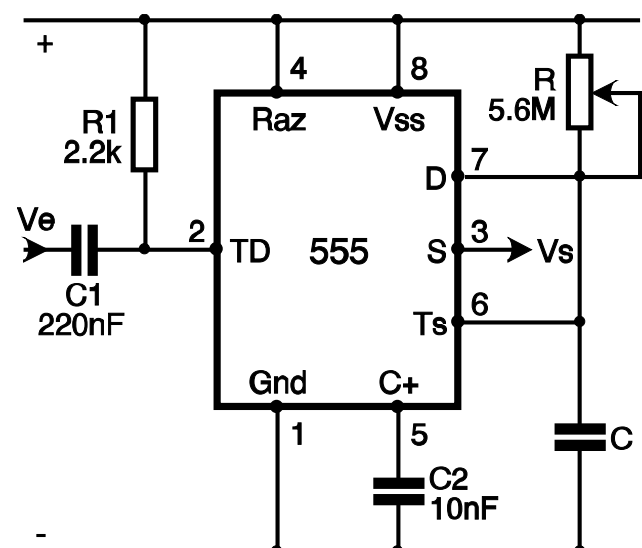 +
4
8
R
5.6M
R1
2.2k
Raz
Vss
7
D
Ve
2
TD
555
S
3
Vs
C1
220nF
6
Ts
Gnd
C+
1
5
C
C2
10nF
-